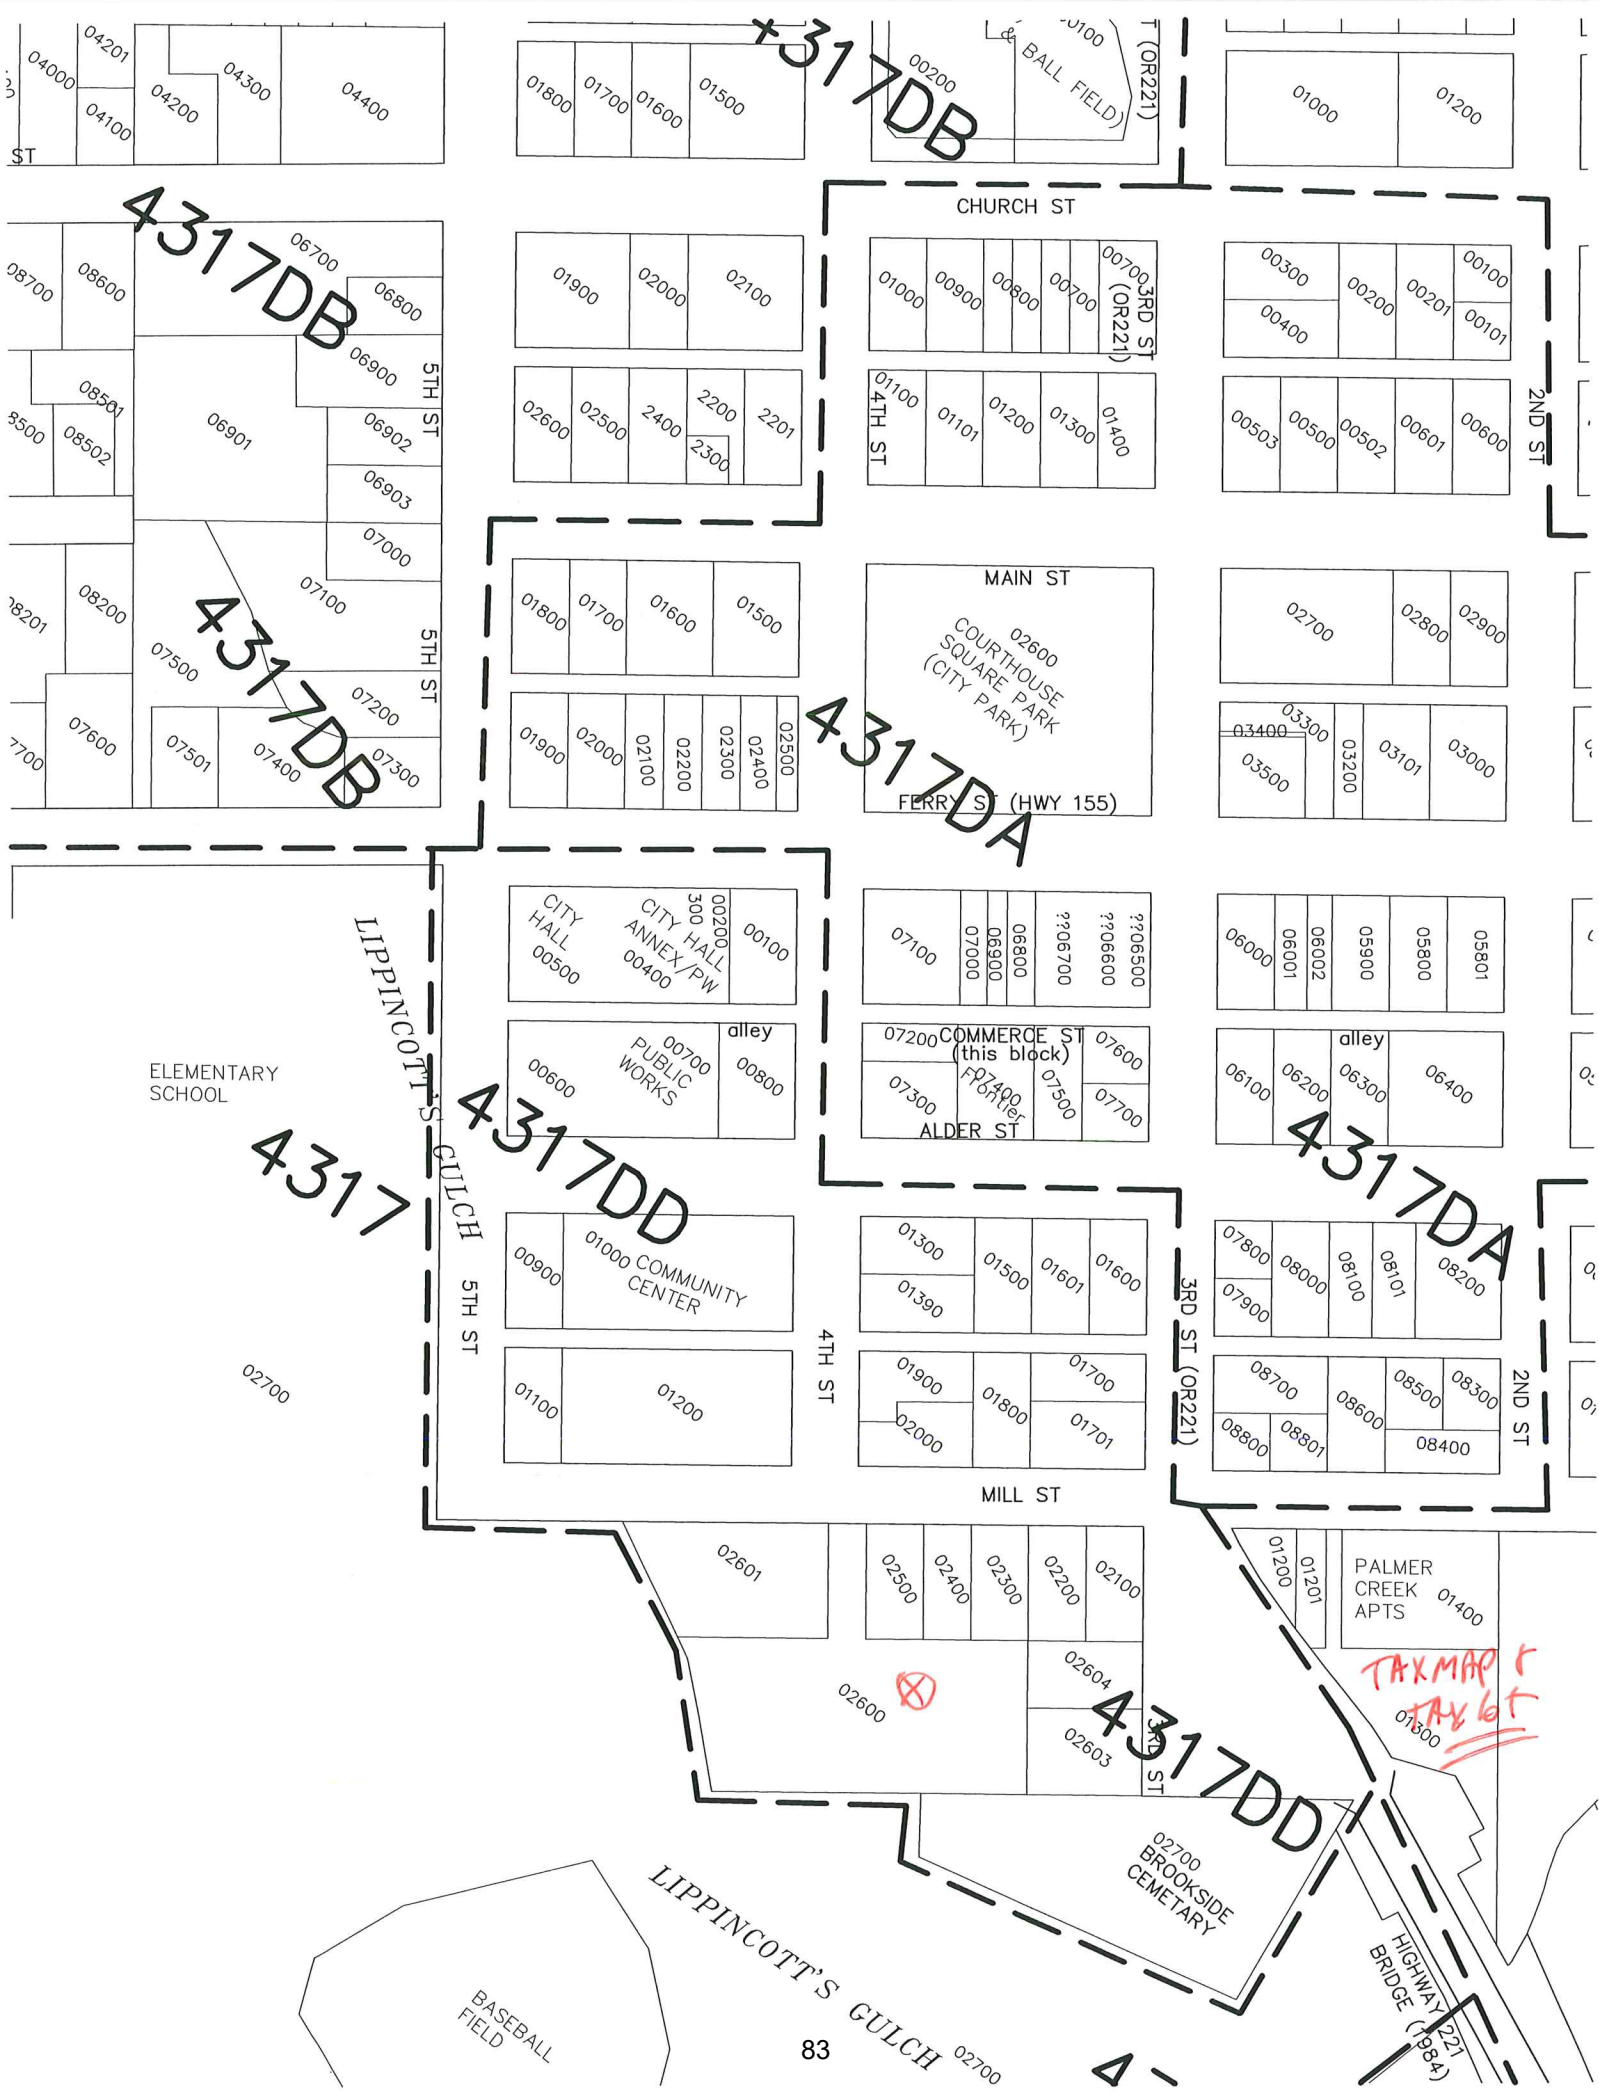 04000
04201
04100
04200
04300
04400
ST
01800
01700
01600
01500
4317DB
00200
& BALL FIELD)
T (OR221)
01000
01200
CHURCH ST
4317DB
08700
08600
06700
06800
06900
5TH ST
01900
02000
02100
01000
00900
00800
00700
00700
3RD ST
(OR221)
00300
00400
00200
00201
00100
00101
08501
8500
08502
06901
06902
06903
07000
02600
02500
2400
2200
2300
2201
01100
4TH ST
01101
01200
01300
01400
00503
00500
00502
00601
00600
2ND ST
MAIN ST
08201
08200
07100
07500
4317DB
5TH ST
01800
01700
01600
01500
02600
COURTHOUSE
SQUARE PARK
(CITY PARK)
02700
02800
02900
7700
07600
07501
07400
07200
07300
01900
02000
02100
02200
02300
02400
02500
4317DA
FERRY ST (HWY 155)
03300
03400
03500
03200
03101
03000
LIPPINCOTT'S GULCH
CITY
HALL
00500
CITY HALL
ANNEX/PW
00400
00200
300
00100
07100
07000
06900
06800
??06700
??06600
??06500
06000
06001
06002
05900
05800
05801
ELEMENTARY
SCHOOL
00600
00700
PUBLIC
WORKS
alley
00800
07200
COMMERCE ST
(this block)
07300
07400
Frontier
07500
07600
07700
ALDER ST
alley
06100
06200
06300
06400
4317
4317DD
4317DA
00900
01000
COMMUNITY
CENTER
5TH ST
4TH ST
01300
01390
01500
01601
01600
3RD ST (OR221)
07800
07900
08000
08100
08101
08200
02700
01100
01200
01900
02000
01800
01700
01701
08700
08800
08801
08600
08500
08300
08400
2ND ST
MILL ST
02601
02500
02400
02300
02200
02100
01200
01201
PALMER
CREEK
APTS
01400
02600
02604
02603
4317DD
3RD ST
TAXMAP &
TAX lot
01300
02700
BROOKSIDE
CEMETARY
LIPPINCOTT'S GULCH
BASEBALL
FIELD
HIGHWAY 221
BRIDGE (1984)
83
02700